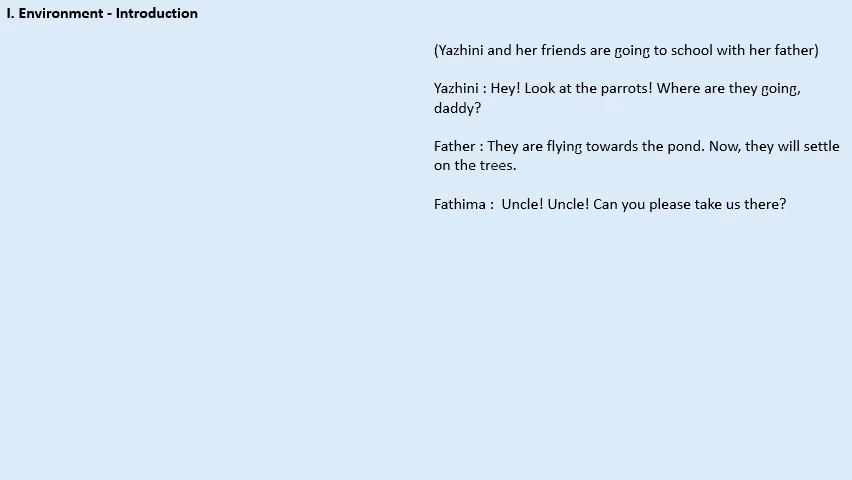 I. Environment - Introduction
(Yazhini and her friends are going to school with her father)
Yazhini : Hey! Look at the parrots! Where are they going,
daddy?
Father : They are flying towards the pond. Now, they will settle
on the trees.
Fathima :  Uncle! Uncle! Can you please take us there?